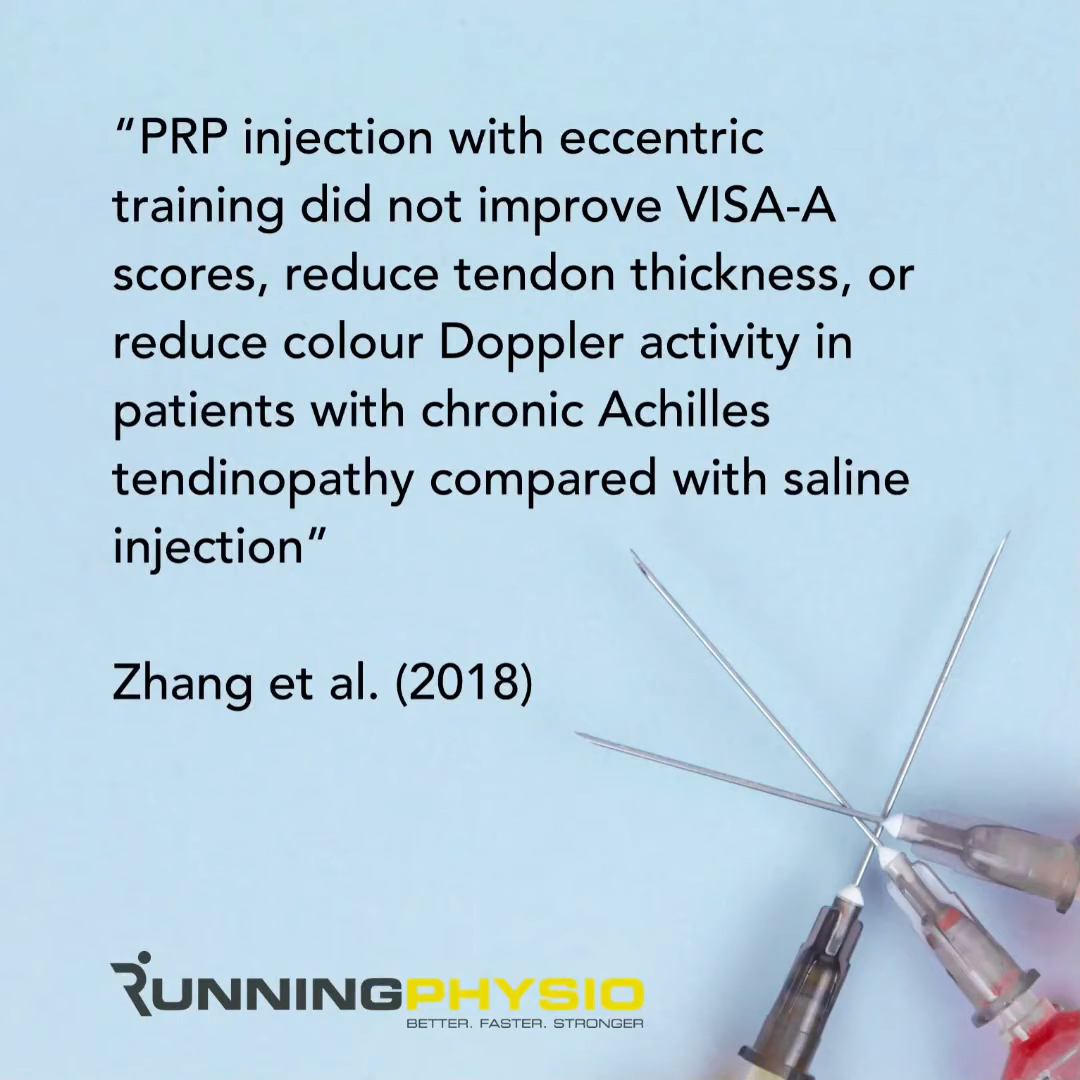 “PRP injection with eccentric
training did not improve VISA-A
scores, reduce tendon thickness, or
reduce colour Doppler activity in
patients with chronic Achilles
tendinopathy compared with saline
injection”
Zhang et al. (2018)
RUNNINGPHYSIO
BETTER. FASTER. STRONGER